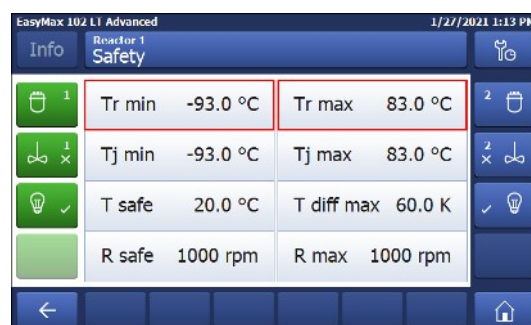 EasyMax 102 LT Advanced 1/27/2021 1:13 PM
Info Reactor 1
Safety
1 Tr min -93.0 °C Tr max 83.0 °C 2
1 Tj min -93.0 °C Tj max 83.0 °C 2
T safe 20.0 °C T diff max 60.0 K
R safe 1000 rpm R max 1000 rpm